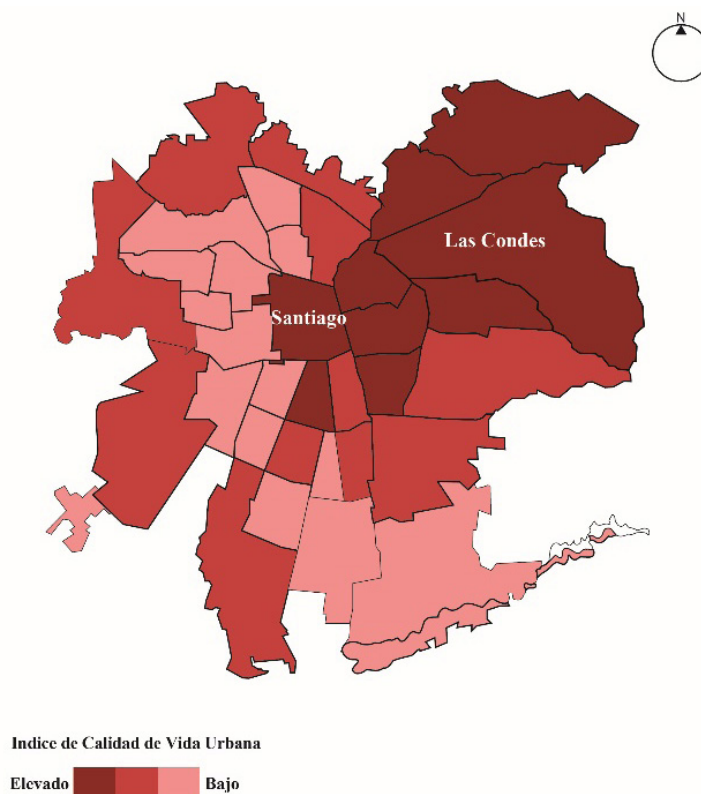 N
Las Condes
Santiago
Indice de Calidad de Vida Urbana
Elevado Bajo